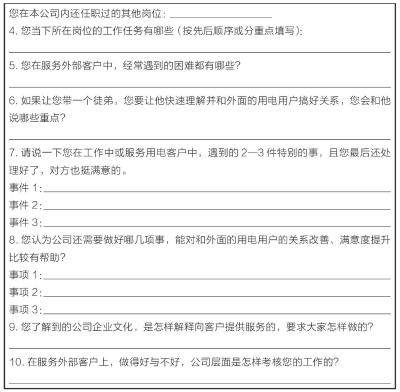 您在本公司内还任职过的其他岗位：
4. 您当下所在岗位的工作任务有哪些（按先后顺序或分重点填写）：
5. 您在服务外部客户中，经常遇到的困难都有哪些？
6. 如果让您带一个徒弟，您要让他快速理解并和外面的用电用户搞好关系，您会和他
说哪些重点？
7. 请说一下您在工作中或服务用电客户中，遇到的 2—3 件特别的事，且您最后还处
理好了，对方也挺满意的。
事件 1：
事件 2：
事件 3：
8. 您认为公司还需要做好哪几项事，能对和外面的用电用户的关系改善、满意度提升
比较有帮助？
事项 1：
事项 2：
事项 3：
9. 您了解到的公司企业文化，是怎样解释向客户提供服务的，要求大家怎样做的？
10. 在服务外部客户上，做得好与不好，公司层面是怎样考核您的工作的？